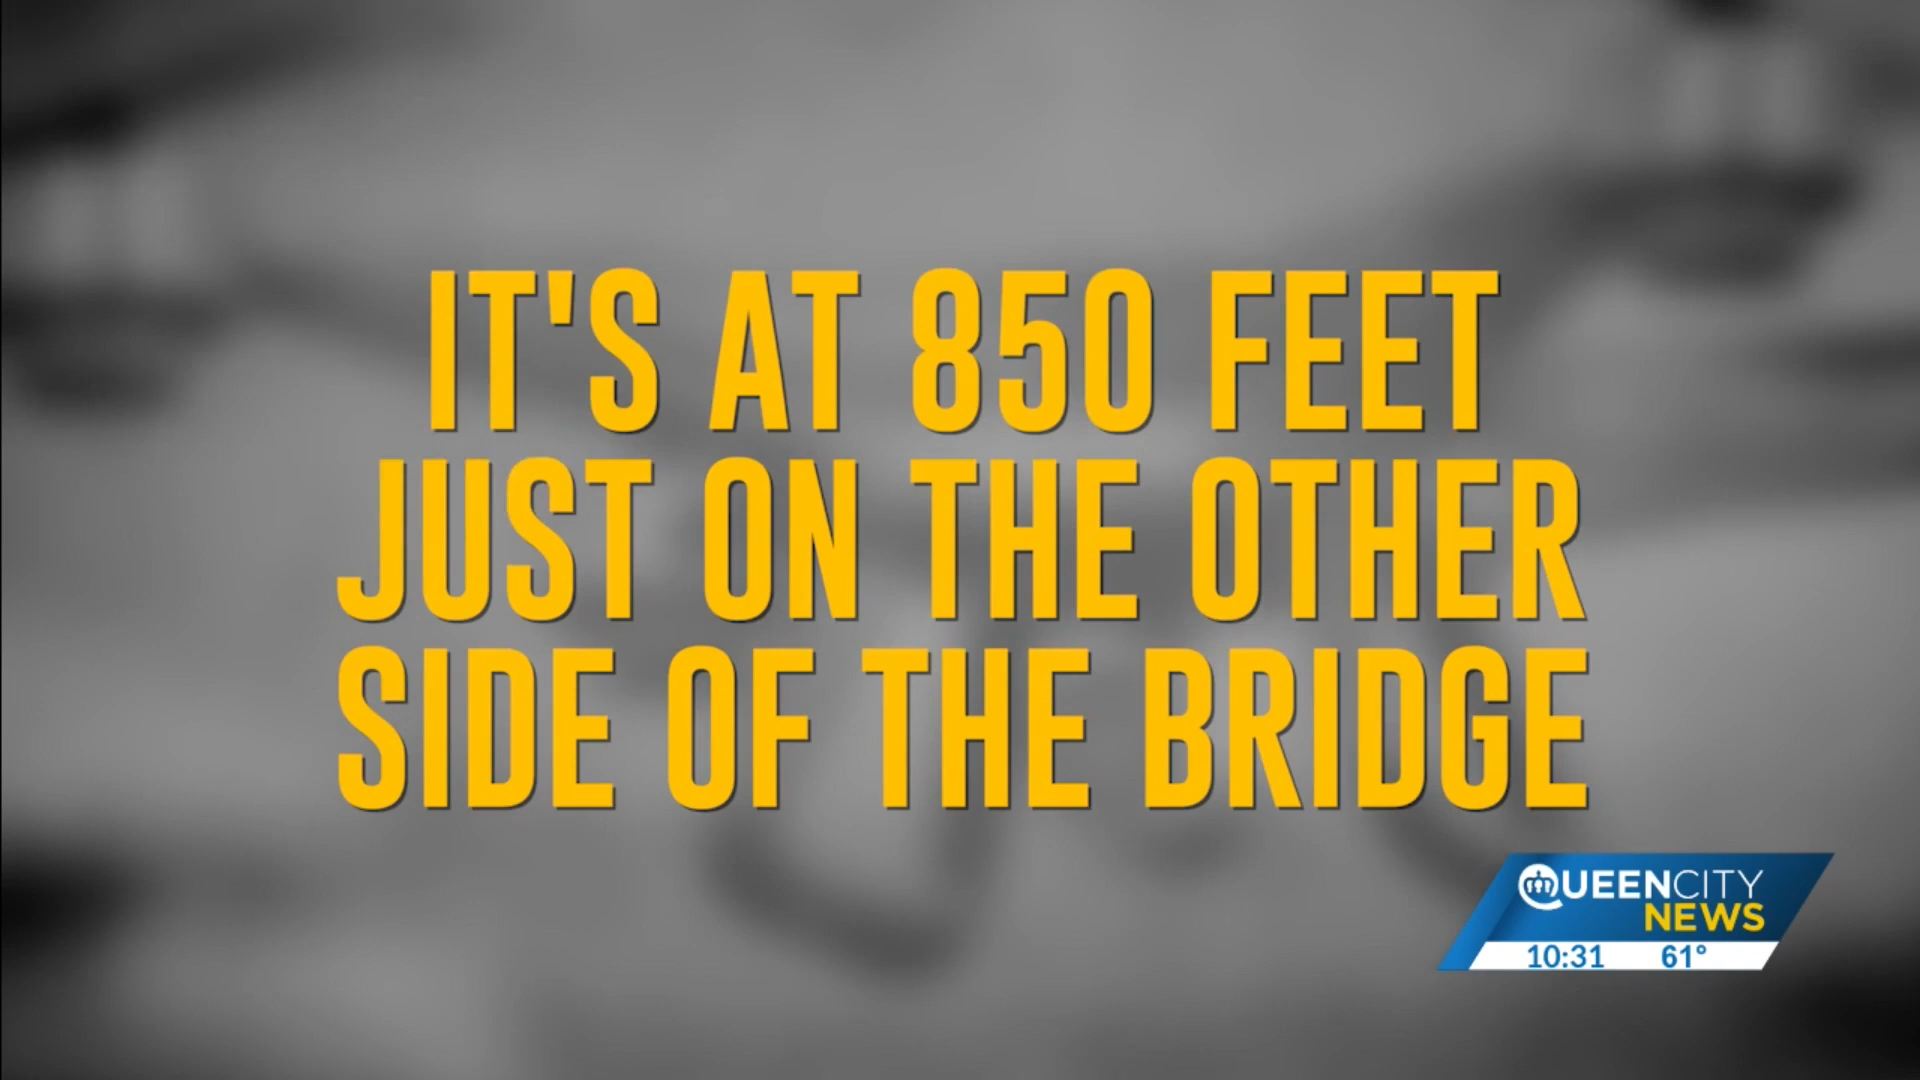 IT'S AT 850 FEET
JUST ON THE OTHER
SIDE OF THE BRIDGE
QUEENCITY
NEWS
10:31 61°